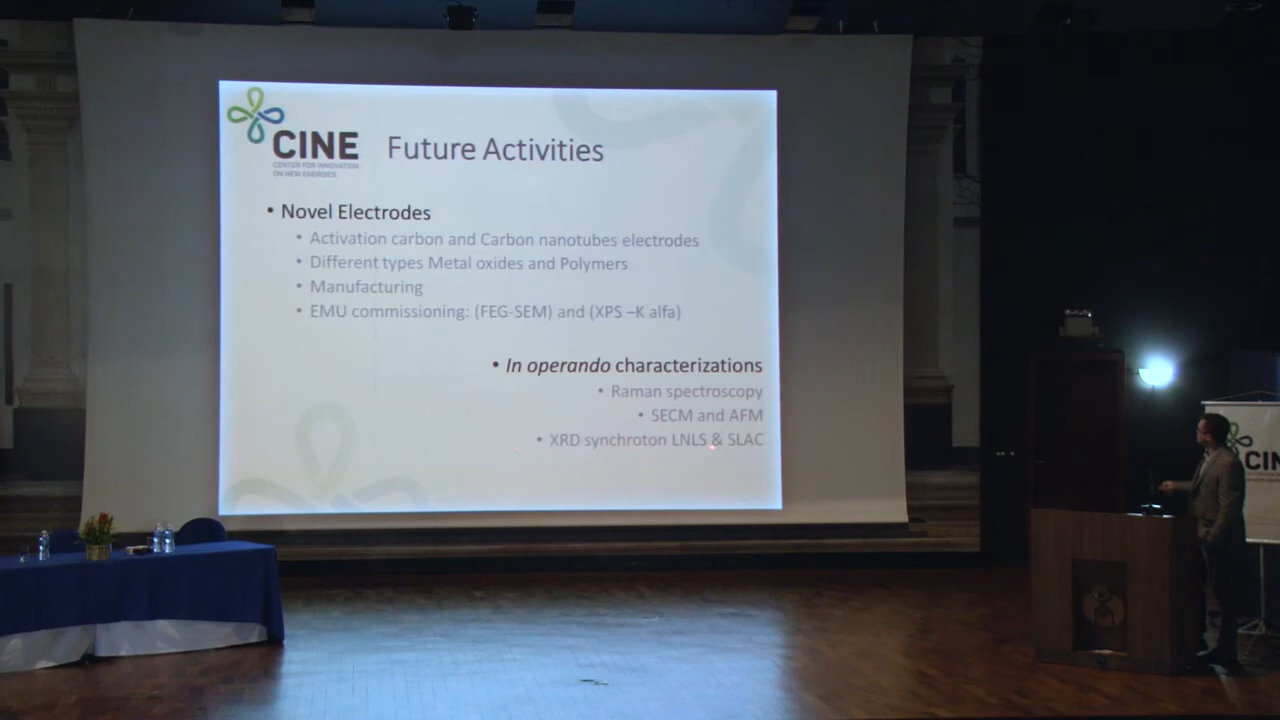 CINE
CENTER FOR INNOVATION
ON NEW ENERGIES
Future Activities
• Novel Electrodes
• Activation carbon and Carbon nanotubes electrodes
• Different types Metal oxides and Polymers
• Manufacturing
• EMU commissioning: (FEG-SEM) and (XPS –K alfa)
• In operando characterizations
• Raman spectroscopy
• SECM and AFM
• XRD synchroton LNLS & SLAC
CIN